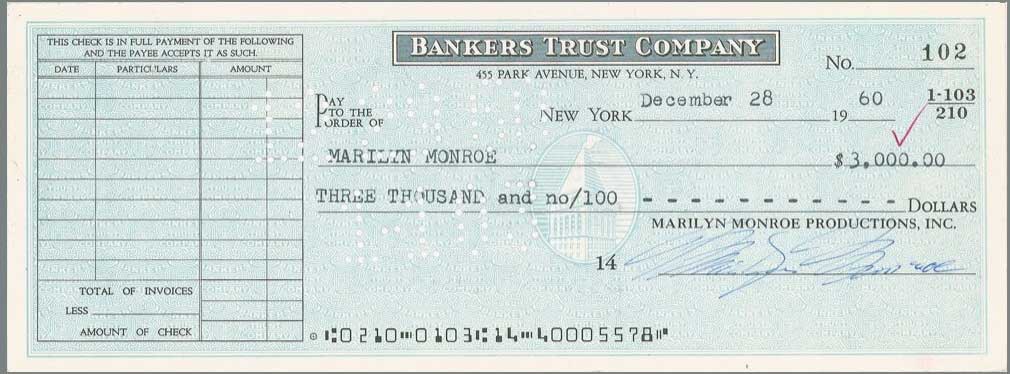 THIS CHECK IS IN FULL PAYMENT OF THE FOLLOWING
AND THE PAYEE ACCEPTS IT AS SUCH.
DATE PARTICULARS AMOUNT
TOTAL OF INVOICES
LESS
AMOUNT OF CHECK
BANKERS TRUST COMPANY
455 PARK AVENUE, NEW YORK, N. Y.
No. 102
PAY
TO THE
ORDER OF
NEW YORK December 28 19 60
1-103
210
MARILYN MONROE $3,000.00
THREE THOUSAND and no/100 - - - - - - - - - - - - - DOLLARS
MARILYN MONROE PRODUCTIONS, INC.
14 Marilyn Monroe
⑆0210⑉0103⑆14⑉40005578⑈